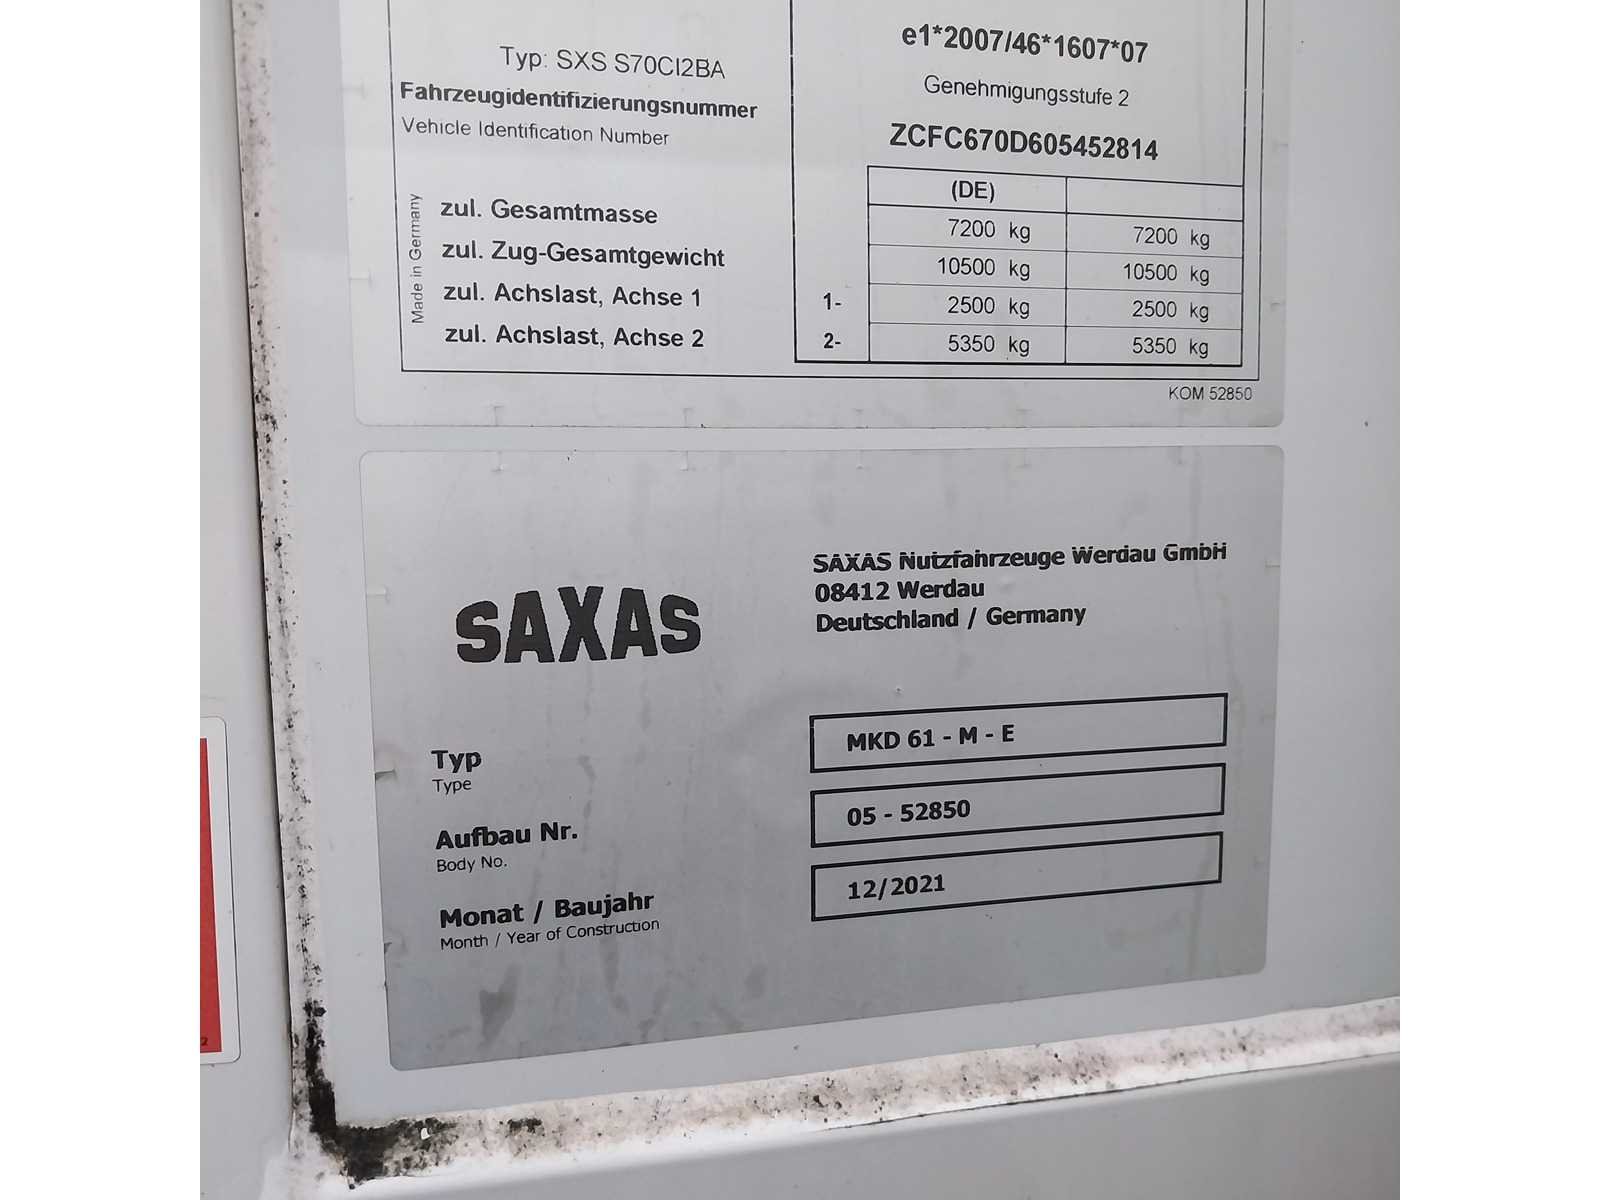 e1*2007/46*1607*07
Typ: SXS S70CI2BA
Genehmigungsstufe 2
Fahrzeugidentifizierungsnummer
Vehicle Identification Number
ZCFC670D605452814
(DE)
zul. Gesamtmasse 7200 kg 7200 kg
zul. Zug-Gesamtgewicht 10500 kg 10500 kg
zul. Achslast, Achse 1 1- 2500 kg 2500 kg
zul. Achslast, Achse 2 2- 5350 kg 5350 kg
Made in Germany
KOM 52850
SAXAS
SAXAS Nutzfahrzeuge Werdau GmbH
08412 Werdau
Deutschland / Germany
Typ
Type
MKD 61 - M - E
Aufbau Nr.
Body No.
05 - 52850
Monat / Baujahr
Month / Year of Construction
12/2021
2